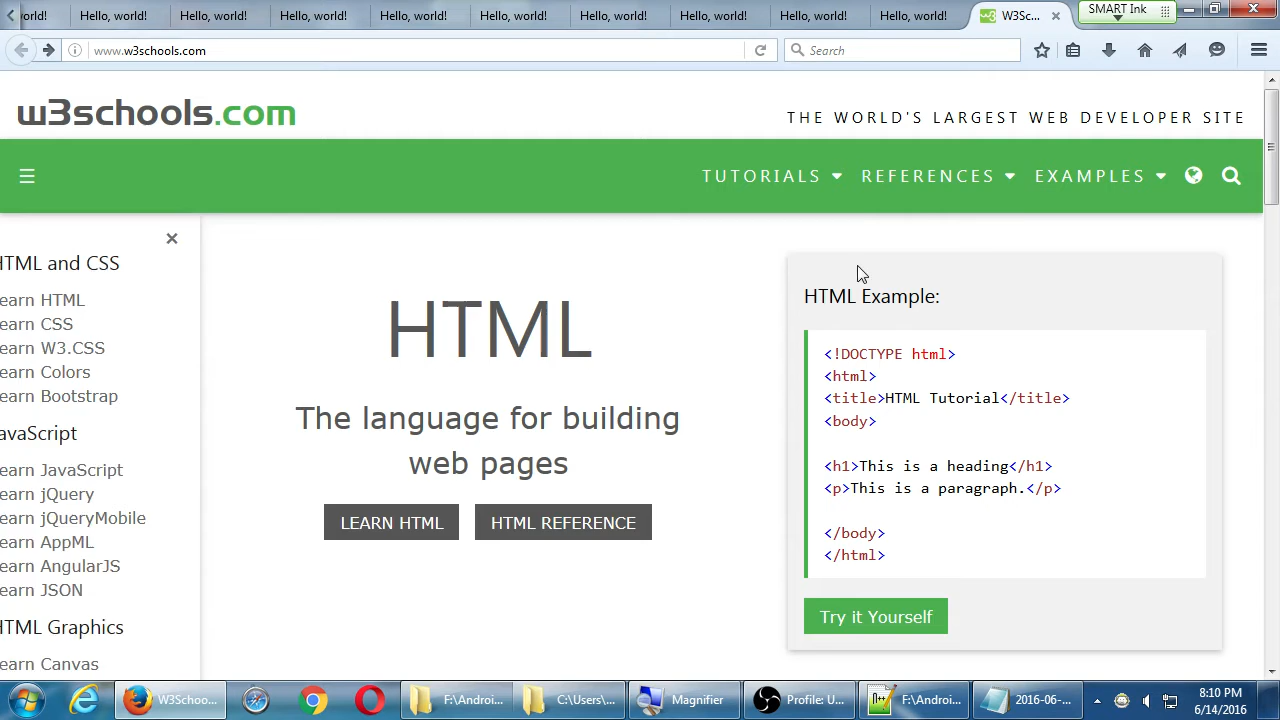 world!
Hello, world!
Hello, world!
Hello, world!
Hello, world!
Hello, world!
Hello, world!
Hello, world!
Hello, world!
Hello, world!
W3Sc...
SMART Ink
www.w3schools.com
Search
w3schools.com
THE WORLD'S LARGEST WEB DEVELOPER SITE
TUTORIALS
REFERENCES
EXAMPLES
HTML and CSS
earn HTML
earn CSS
earn W3.CSS
earn Colors
earn Bootstrap
avaScript
earn JavaScript
earn jQuery
earn jQueryMobile
earn AppML
earn AngularJS
earn JSON
HTML Graphics
earn Canvas
HTML
The language for building
web pages
LEARN HTML
HTML REFERENCE
HTML Example:
<!DOCTYPE html>
<html>
<title>HTML Tutorial</title>
<body>
<h1>This is a heading</h1>
<p>This is a paragraph.</p>
</body>
</html>
Try it Yourself
W3Schoo...
F:\Androi...
C:\Users\...
Magnifier
Profile: U...
F:\Androi...
2016-06-...
8:10 PM
6/14/2016